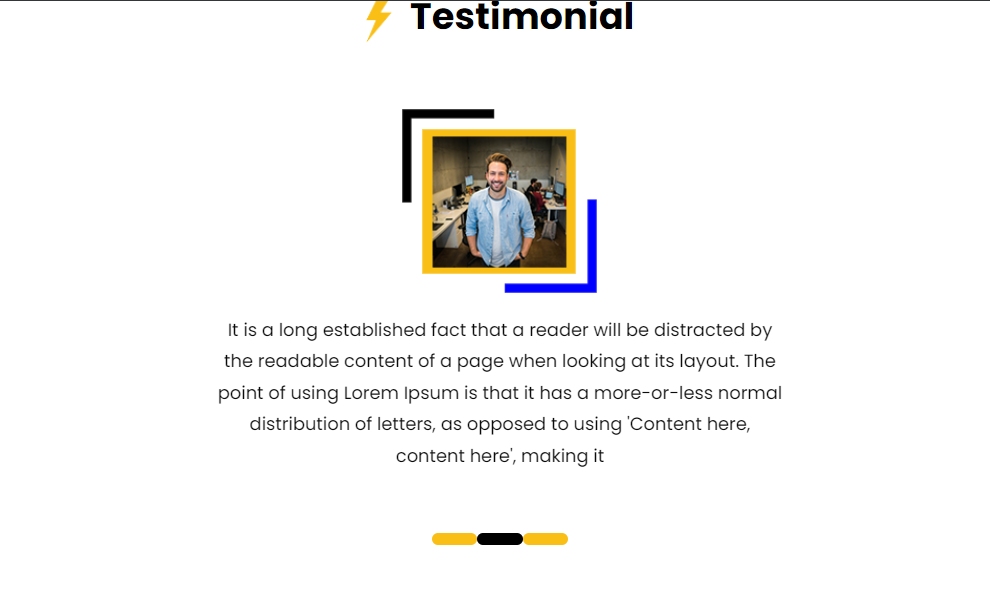 Testimonial
It is a long established fact that a reader will be distracted by
the readable content of a page when looking at its layout. The
point of using Lorem Ipsum is that it has a more-or-less normal
distribution of letters, as opposed to using 'Content here,
content here', making it